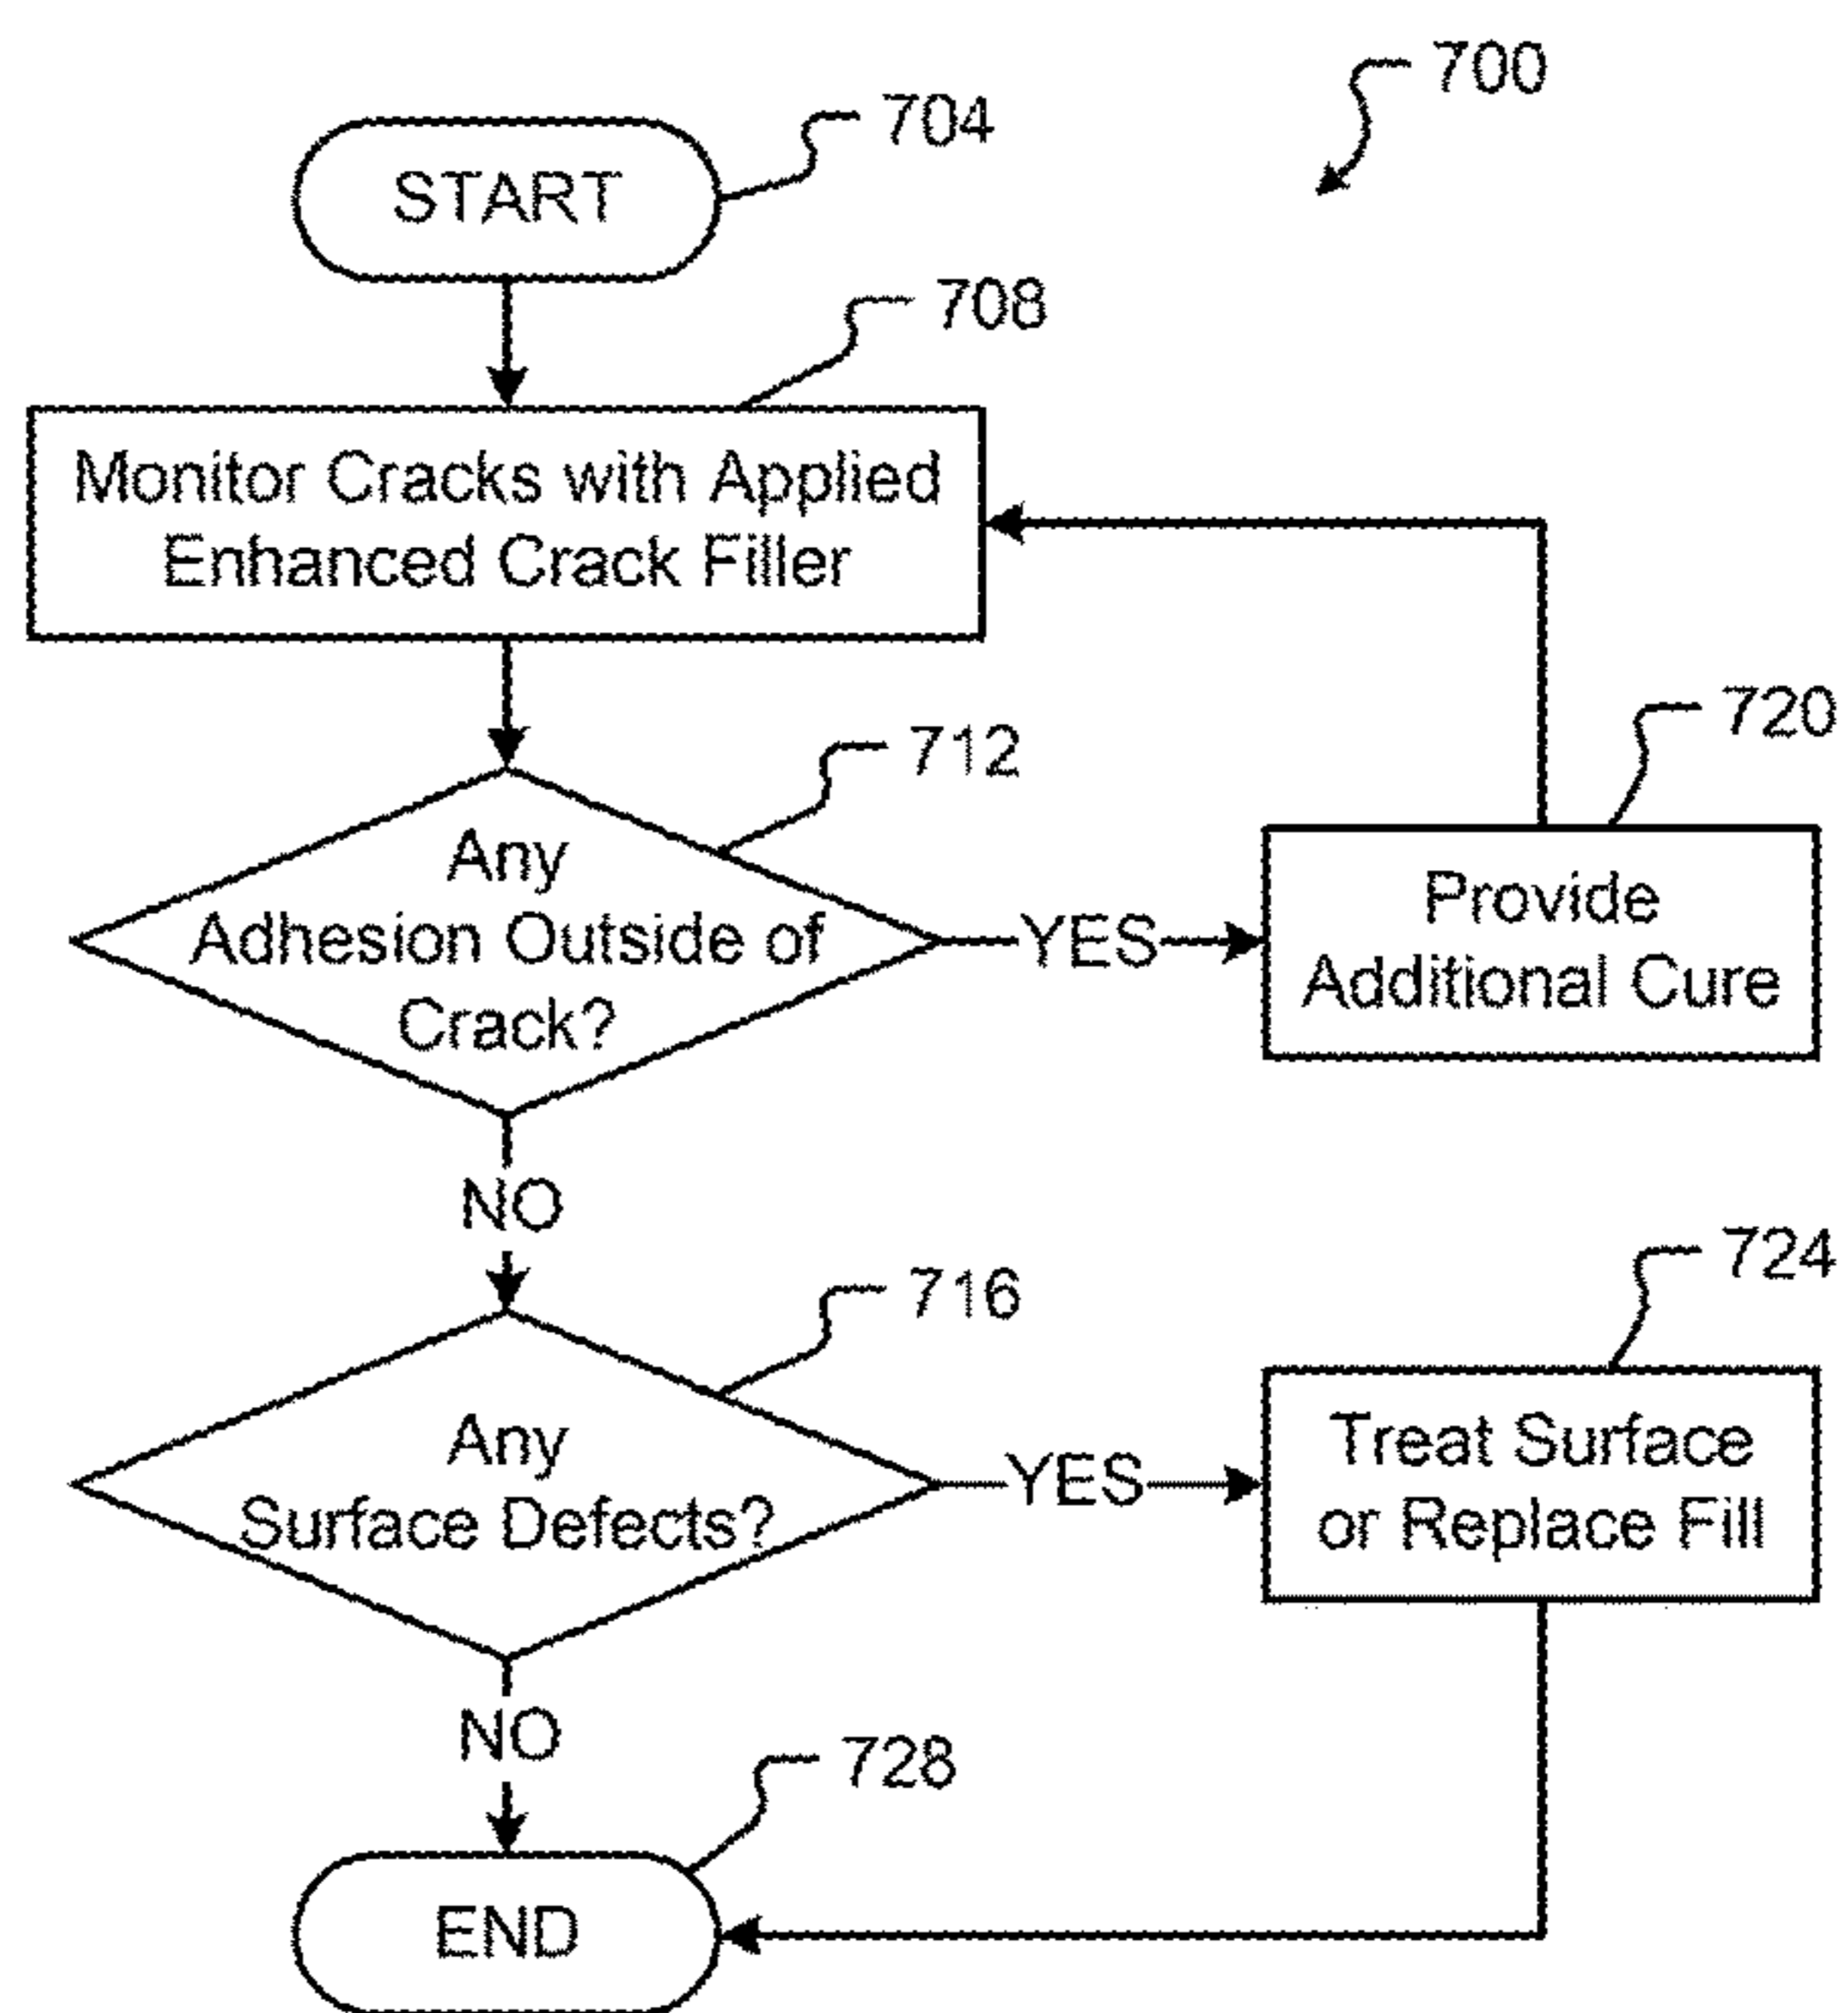 700
704
START
708
Monitor Cracks with Applied
Enhanced Crack Filler
712
Any
Adhesion Outside of
Crack?
YES
720
Provide
Additional Cure
NO
716
Any
Surface Defects?
YES
724
Treat Surface
or Replace Fill
NO
728
END